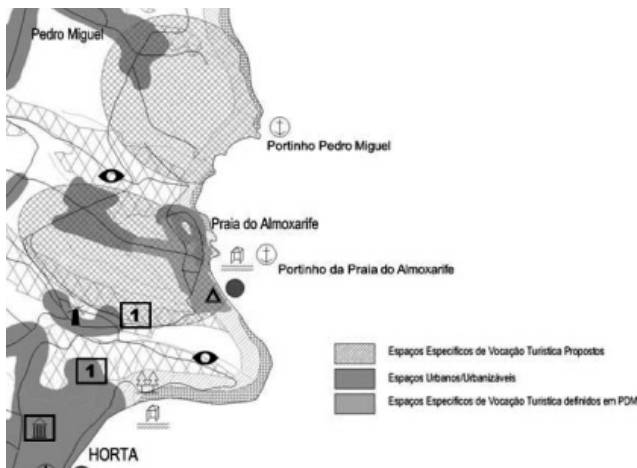 Pedro Miguel
Portinho Pedro Miguel
Praia do Almoxarife
Portinho da Praia do Almoxarife
1
1
HORTA
Espaços Específicos de Vocação Turística Propostos
Espaços Urbanos/Urbanizáveis
Espaços Específicos de Vocação Turística definidos em PDM